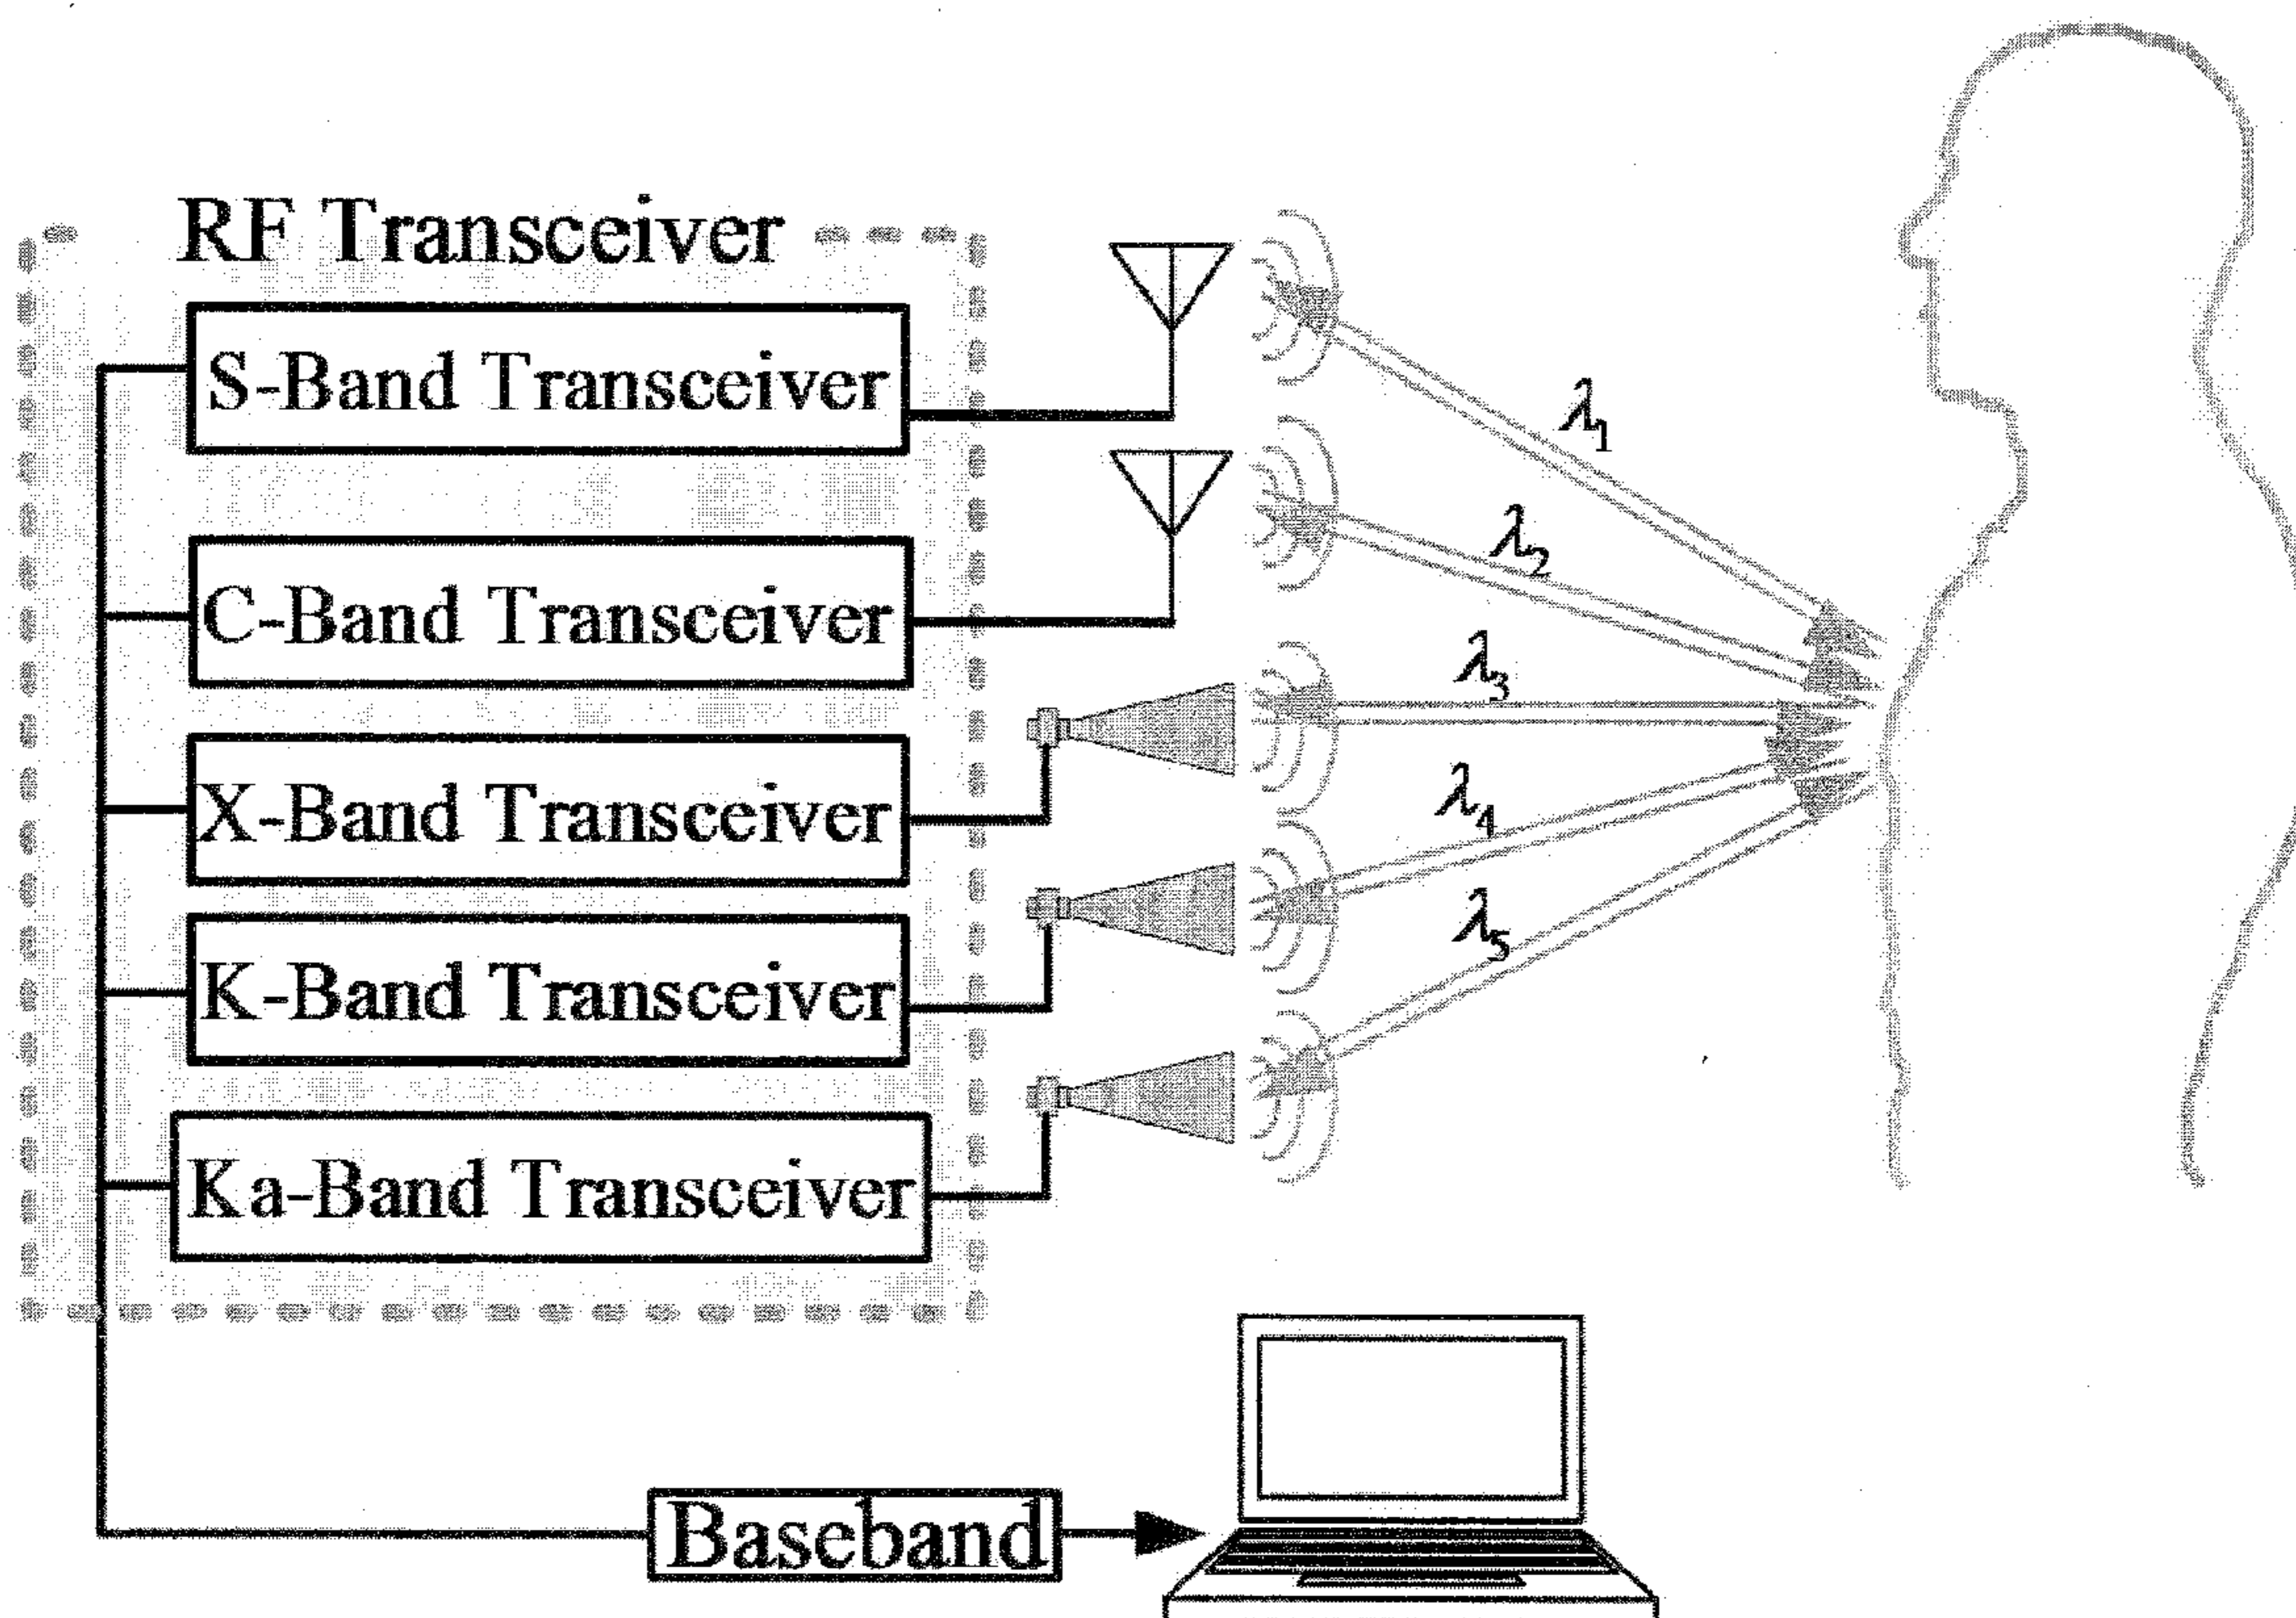 RF Transceiver
S-Band Transceiver
λ1
C-Band Transceiver
λ2
λ3
X-Band Transceiver
λ4
K-Band Transceiver
λ5
Ka-Band Transceiver
Baseband